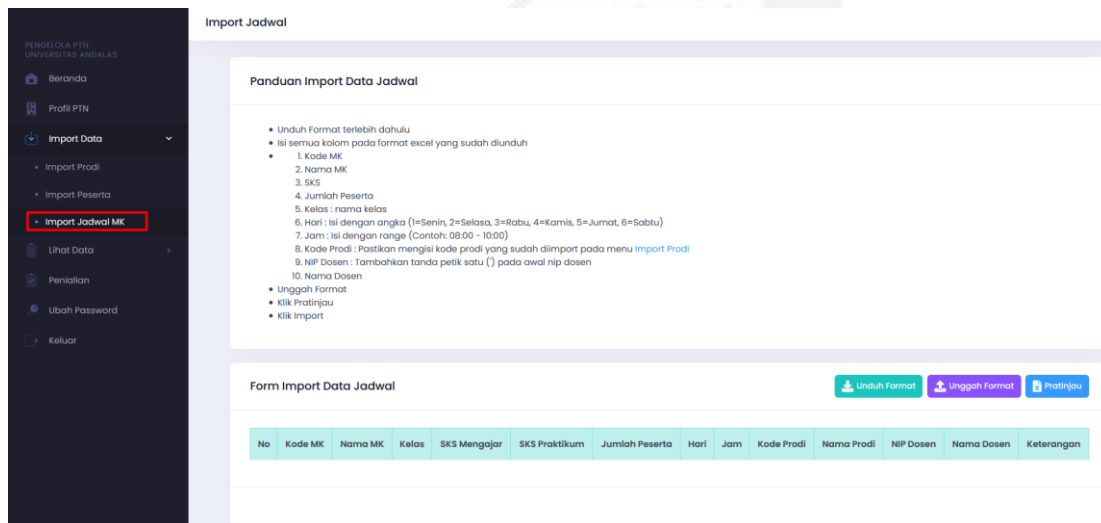 Import Jadwal
PENGELOLA PTN
UNIVERSITAS ANDALAS
Beranda
Profil PTN
Import Data
Import Prodi
Import Peserta
Import Jadwal MK
Lihat Data
Penialian
Ubah Password
Keluar
Panduan Import Data Jadwal
Unduh Format terlebih dahulu
Isi semua kolom pada format excel yang sudah diunduh
1. Kode MK
2. Nama MK
3. SKS
4. Jumlah Peserta
5. Kelas : nama kelas
6. Hari : Isi dengan angka (1=Senin, 2=Selasa, 3=Rabu, 4=Kamis, 5=Jumat, 6=Sabtu)
7. Jam : Isi dengan range (Contoh: 08:00 - 10:00)
8. Kode Prodi : Pastikan mengisi kode prodi yang sudah diimport pada menu Import Prodi
9. NIP Dosen : Tambahkan tanda petik satu (') pada awal nip dosen
10. Nama Dosen
Unggah Format
Klik Pratinjau
Klik Import
Form Import Data Jadwal
Unduh Format
Unggah Format
Pratinjau
No Kode MK Nama MK Kelas SKS Mengajar SKS Praktikum Jumlah Peserta Hari Jam Kode Prodi Nama Prodi NIP Dosen Nama Dosen Keterangan